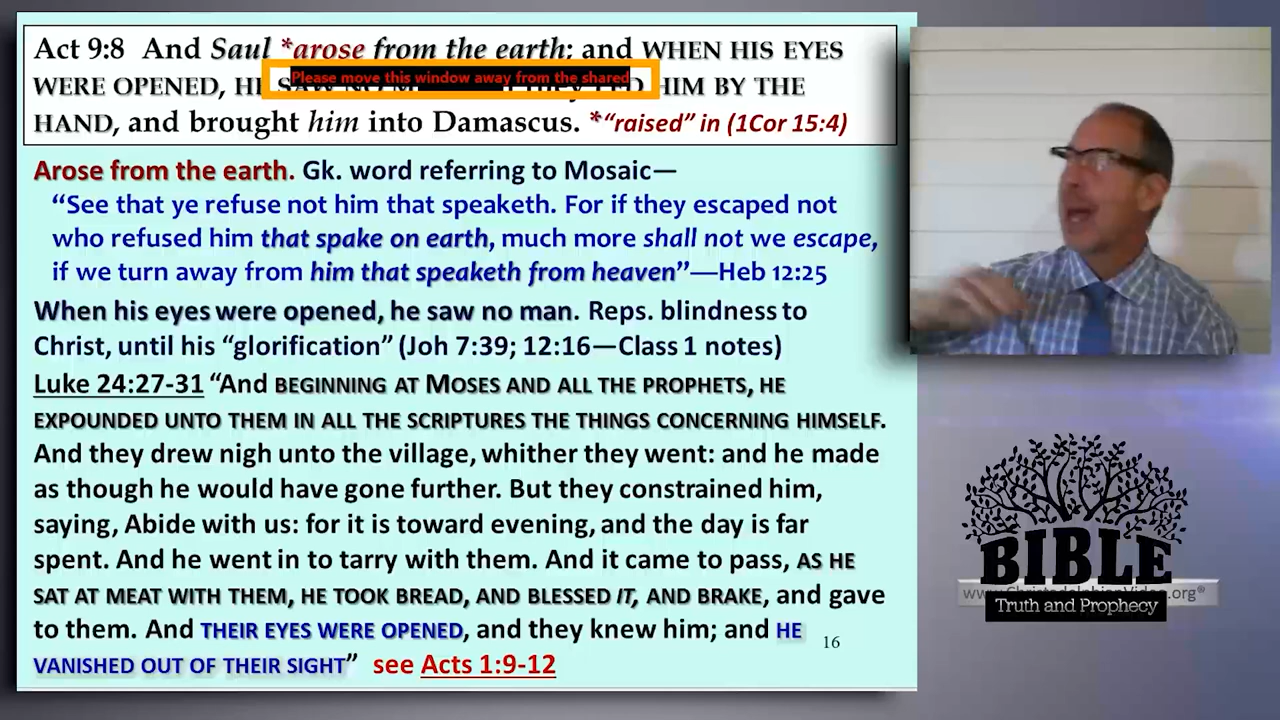 Act 9:8 And Saul *arose from the earth; and WHEN HIS EYES
WERE OPENED, HE SAW NO they LED HIM BY THE
Please move this window away from the shared
HAND, and brought him into Damascus. *“raised” in (1Cor 15:4)
Arose from the earth. Gk. word referring to Mosaic—
“See that ye refuse not him that speaketh. For if they escaped not
who refused him that spake on earth, much more shall not we escape,
if we turn away from him that speaketh from heaven”—Heb 12:25
When his eyes were opened, he saw no man. Reps. blindness to
Christ, until his “glorification” (Joh 7:39; 12:16—Class 1 notes)
Luke 24:27-31 “And BEGINNING AT MOSES AND ALL THE PROPHETS, HE
EXPOUNDED UNTO THEM IN ALL THE SCRIPTURES THE THINGS CONCERNING HIMSELF.
And they drew nigh unto the village, whither they went: and he made
as though he would have gone further. But they constrained him,
saying, Abide with us: for it is toward evening, and the day is far
spent. And he went in to tarry with them. And it came to pass, AS HE
SAT AT MEAT WITH THEM, HE TOOK BREAD, AND BLESSED IT, AND BRAKE, and gave
to them. And THEIR EYES WERE OPENED, and they knew him; and HE
VANISHED OUT OF THEIR SIGHT” see Acts 1:9-12
16
BIBLE
www.ChristadelphianVideo.org®
Truth and Prophecy